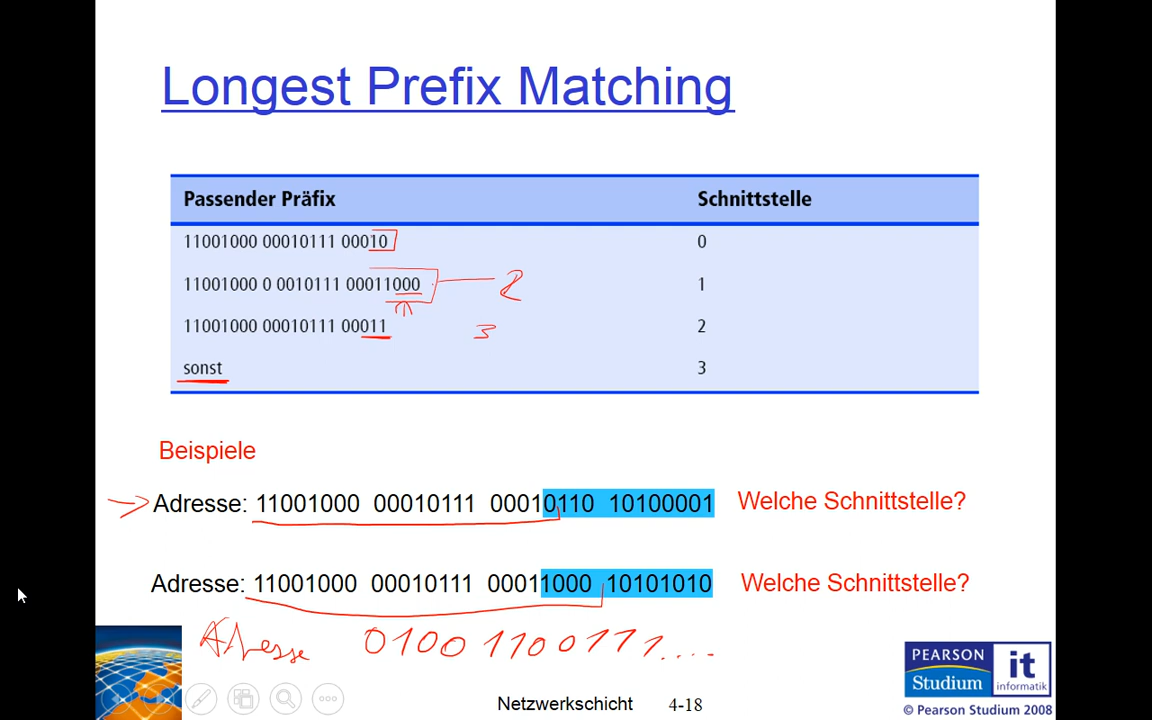 Longest Prefix Matching
Passender Präfix Schnittstelle
11001000 00010111 00010 0
11001000 0 0010111 00011000 1
2
11001000 00010111 00011 2
3
sonst 3
Beispiele
Adresse: 11001000 00010111 00010110 10100001 Welche Schnittstelle?
Adresse: 11001000 00010111 00011000 10101010 Welche Schnittstelle?
Adresse 01001100111....
PEARSON Studium it informatik
Netzwerkschicht 4-18
© Pearson Studium 2008